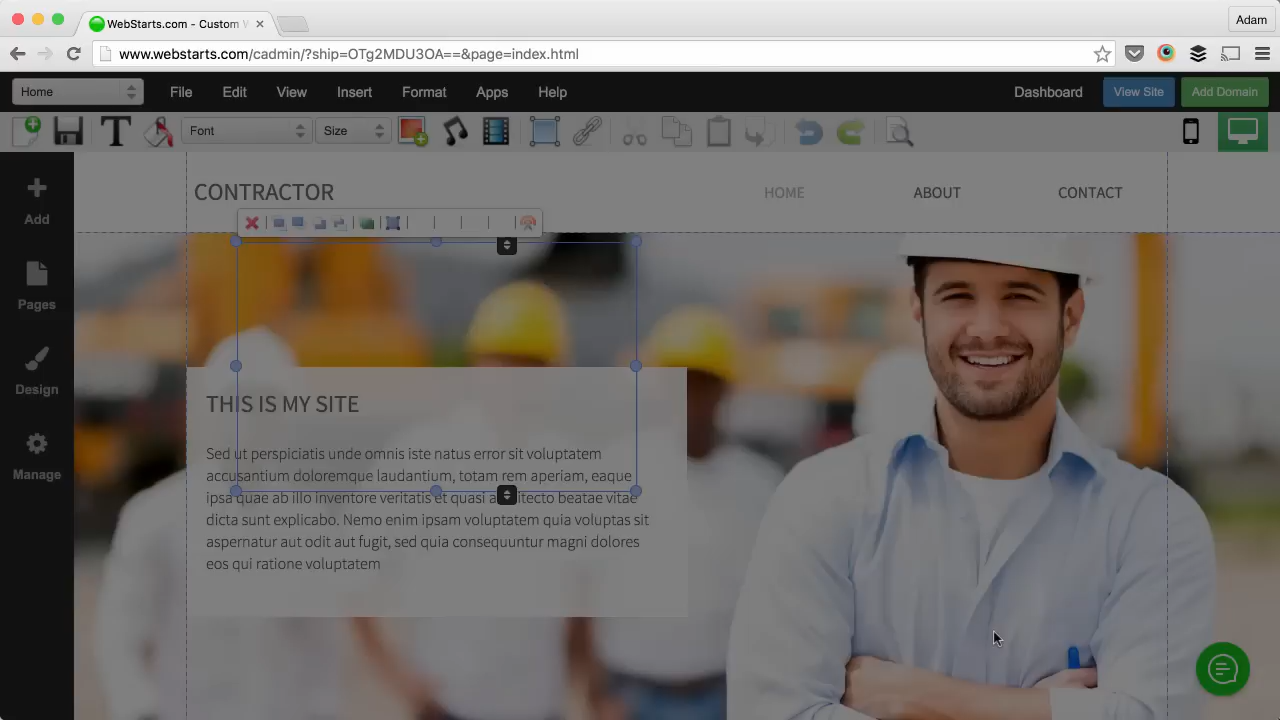 WebStarts.com - Custom W
Adam
www.webstarts.com/cadmin/?ship=OTg2MDU3OA==&page=index.html
Home
File
Edit
View
Insert
Format
Apps
Help
Dashboard
View Site
Add Domain
Font
Size
Add
Pages
Design
Manage
CONTRACTOR
HOME
ABOUT
CONTACT
THIS IS MY SITE
Sed ut perspiciatis unde omnis iste natus error sit voluptatem
accusantium doloremque laudantium, totam rem aperiam, eaque
ipsa quae ab illo inventore veritatis et quasi architecto beatae vitae
dicta sunt explicabo. Nemo enim ipsam voluptatem quia voluptas sit
aspernatur aut odit aut fugit, sed quia consequuntur magni dolores
eos qui ratione voluptatem